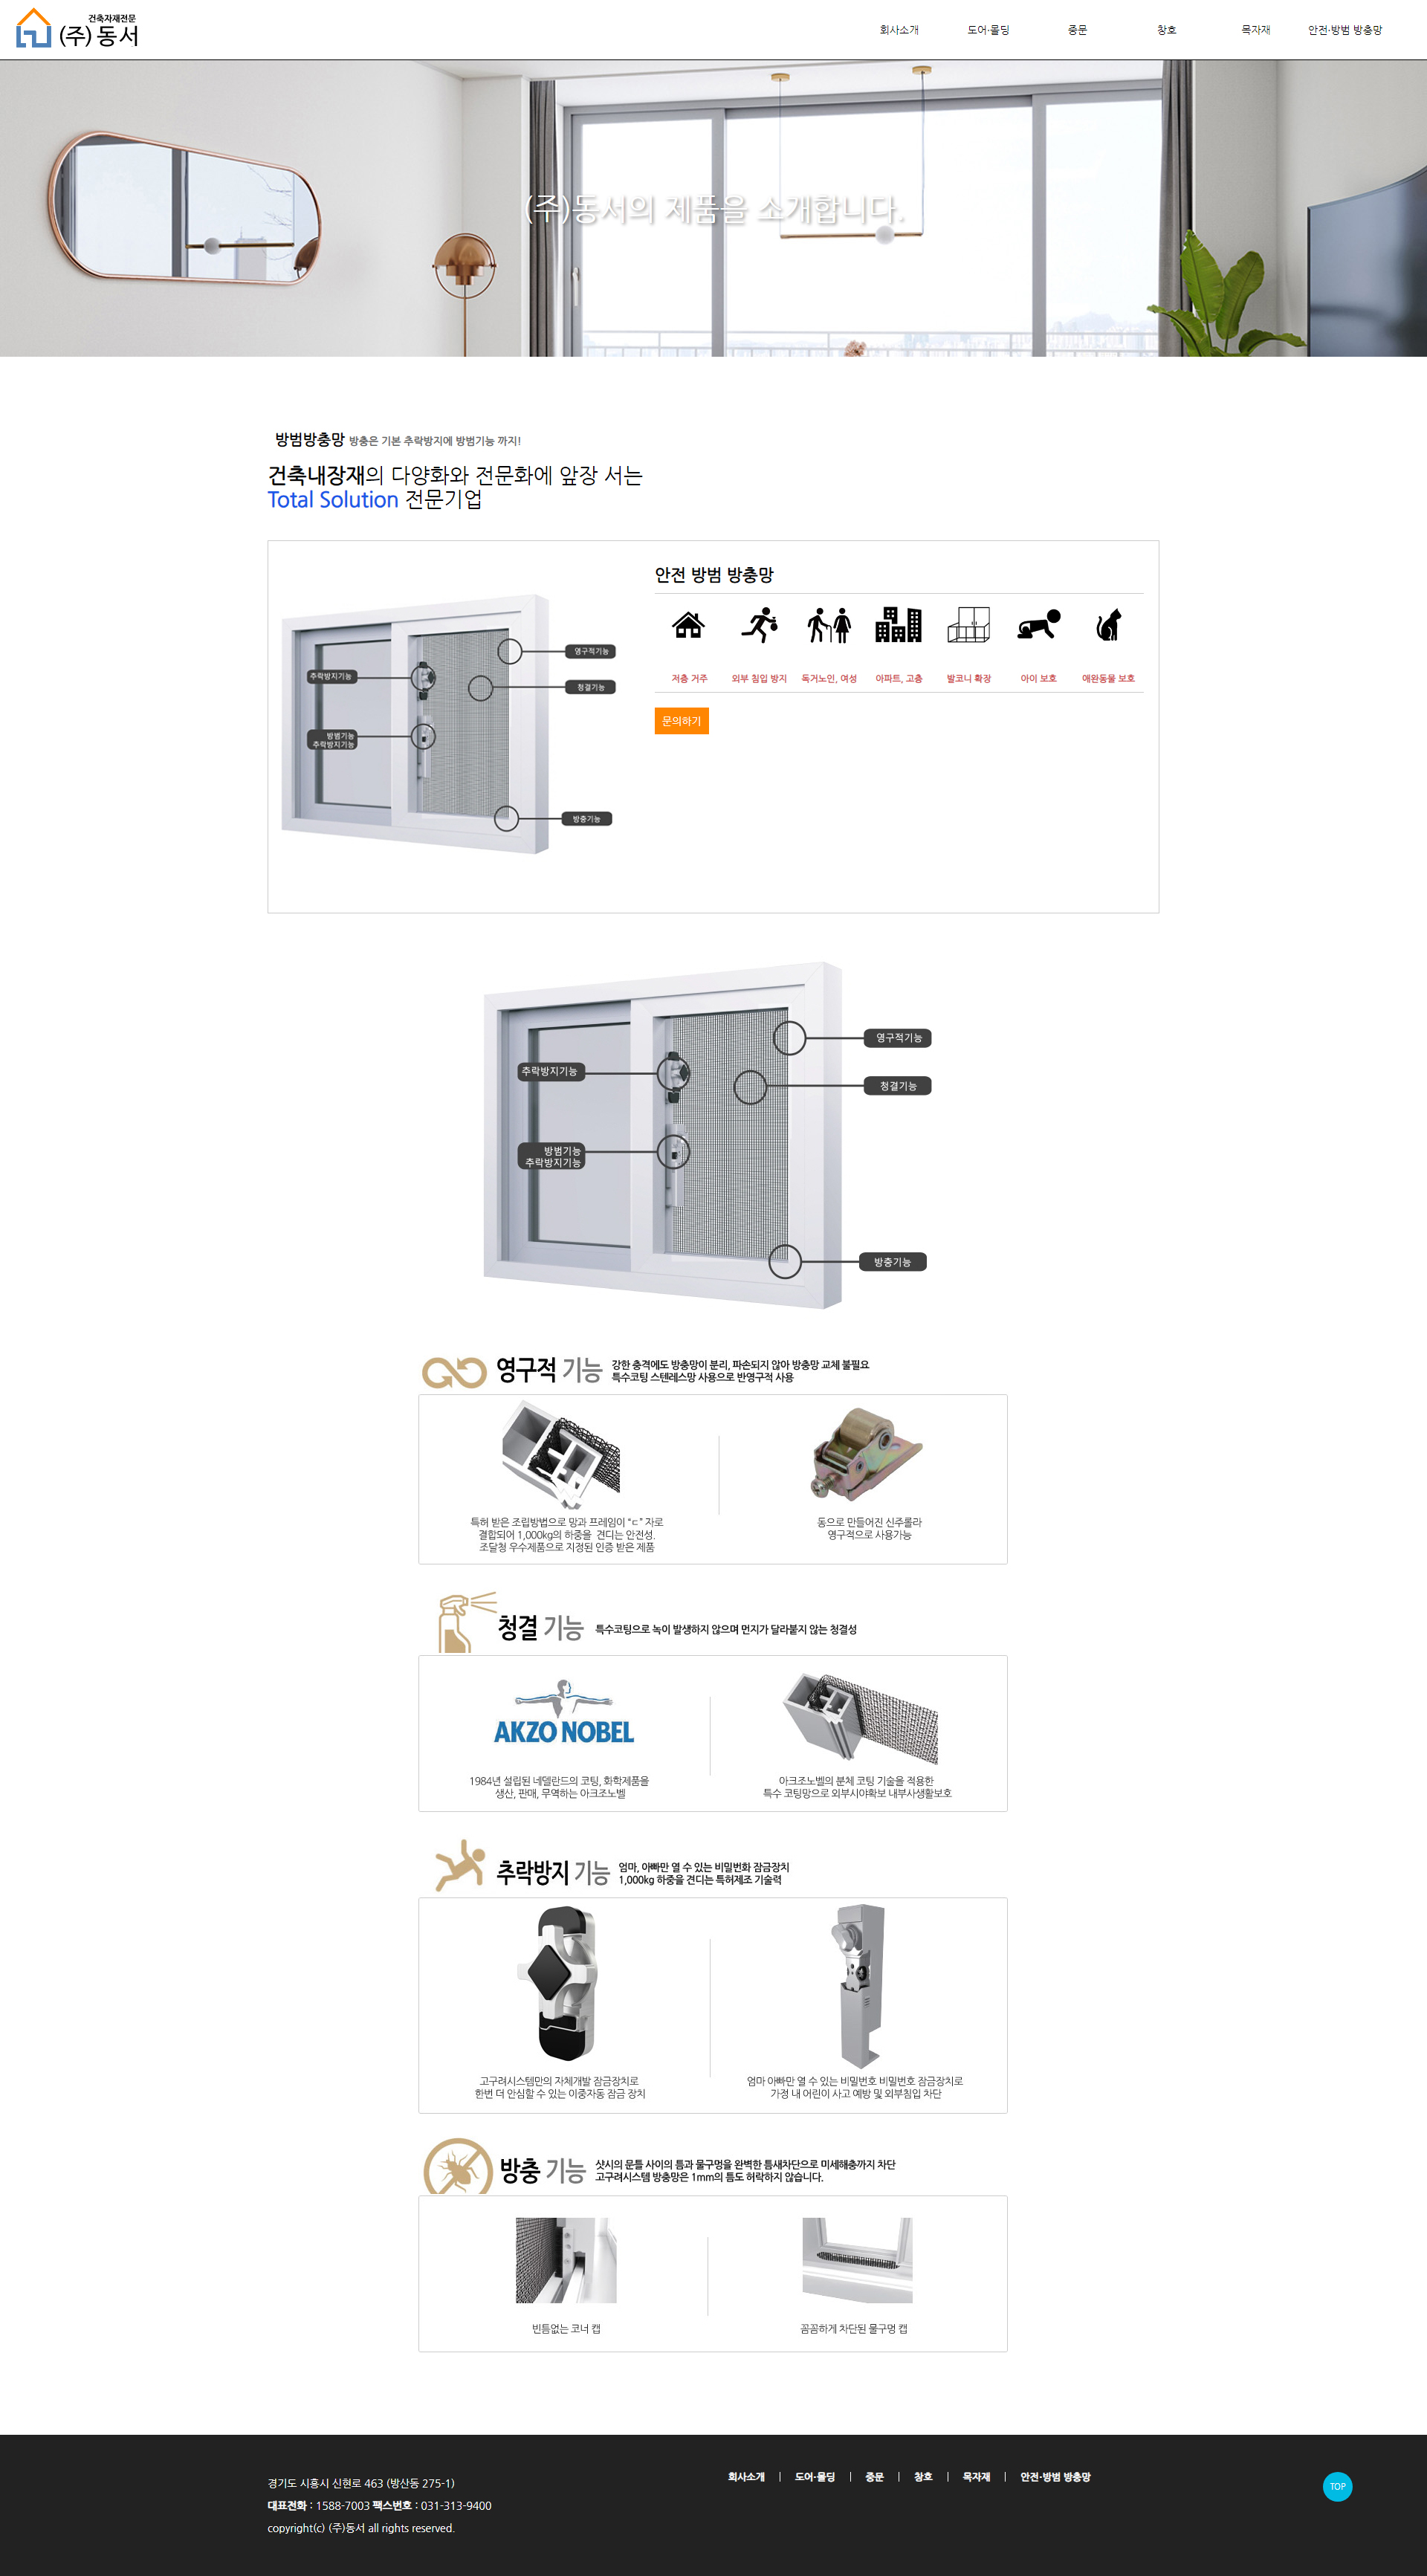 건축자재전문
(주) 동서
회사소개 도어·몰딩 중문 창호 목자재 안전·방범 방충망
(주)동서의 제품을 소개합니다.
방범방충망 방충은 기본 추락방지에 방범기능 까지!
건축내장재의 다양화와 전문화에 앞장 서는
Total Solution 전문기업
영구적기능
추락방지기능
청결기능
방범기능
추락방지기능
방충기능
안전 방범 방충망
저층 거주 외부 침입 방지 독거노인, 여성 아파트, 고층 발코니 확장 아이 보호 애완동물 보호
문의하기
영구적기능
추락방지기능
청결기능
방범기능
추락방지기능
방충기능
영구적 기능
강한 충격에도 방충망이 분리, 파손되지 않아 방충망 교체 불필요
특수코팅 스텐레스망 사용으로 반영구적 사용
특허 받은 조립방법으로 망과 프레임이 “ㄷ” 자로
결합되어 1,000kg의 하중을 견디는 안전성.
조달청 우수제품으로 지정된 인증 받은 제품
동으로 만들어진 신주롤라
영구적으로 사용가능
청결 기능 특수코팅으로 녹이 발생하지 않으며 먼지가 달라붙지 않는 청결성
AKZO NOBEL
1984년 설립된 네델란드의 코팅, 화학제품을
생산, 판매, 무역하는 아크조노벨
아크조노벨의 분체 코팅 기술을 적용한
특수 코팅망으로 외부시야확보 내부사생활보호
추락방지 기능
엄마, 아빠만 열 수 있는 비밀번화 잠금장치
1,000kg 하중을 견디는 특허제조 기술력
고구려시스템만의 자체개발 잠금장치로
한번 더 안심할 수 있는 이중자동 잠금 장치
엄마 아빠만 열 수 있는 비밀번호 비밀번호 잠금장치로
가정 내 어린이 사고 예방 및 외부침입 차단
방충 기능
샷시의 문틀 사이의 틈과 물구멍을 완벽한 틈새차단으로 미세해충까지 차단
고구려시스템 방충망은 1mm의 틈도 허락하지 않습니다.
빈틈없는 코너 캡
꼼꼼하게 차단된 물구멍 캡
회사소개 | 도어·몰딩 | 중문 | 창호 | 목자재 | 안전·방범 방충망
경기도 시흥시 신현로 463 (방산동 275-1)
대표전화 : 1588-7003 팩스번호 : 031-313-9400
copyright(c) (주)동서 all rights reserved.
TOP